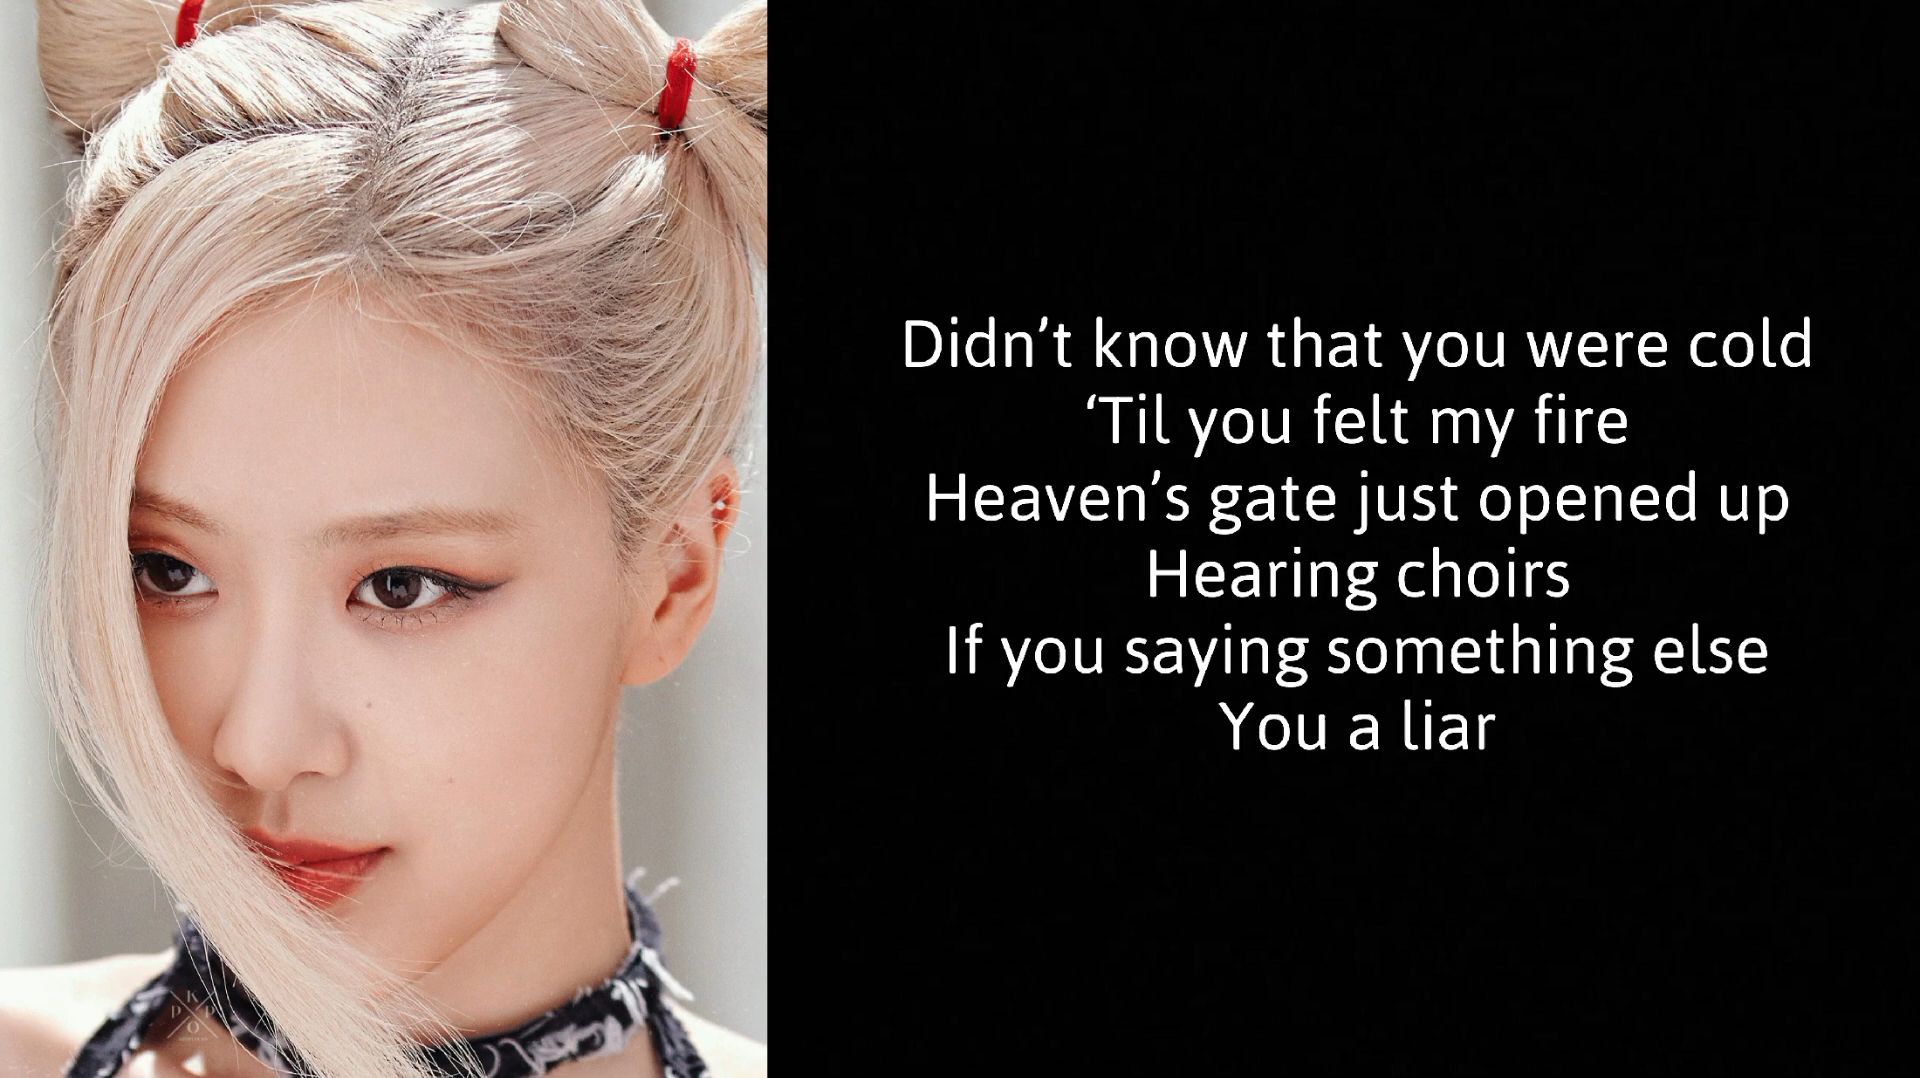 Didn’t know that you were cold
‘Til you felt my fire
Heaven’s gate just opened up
Hearing choirs
If you saying something else
You a liar
K
P P
O